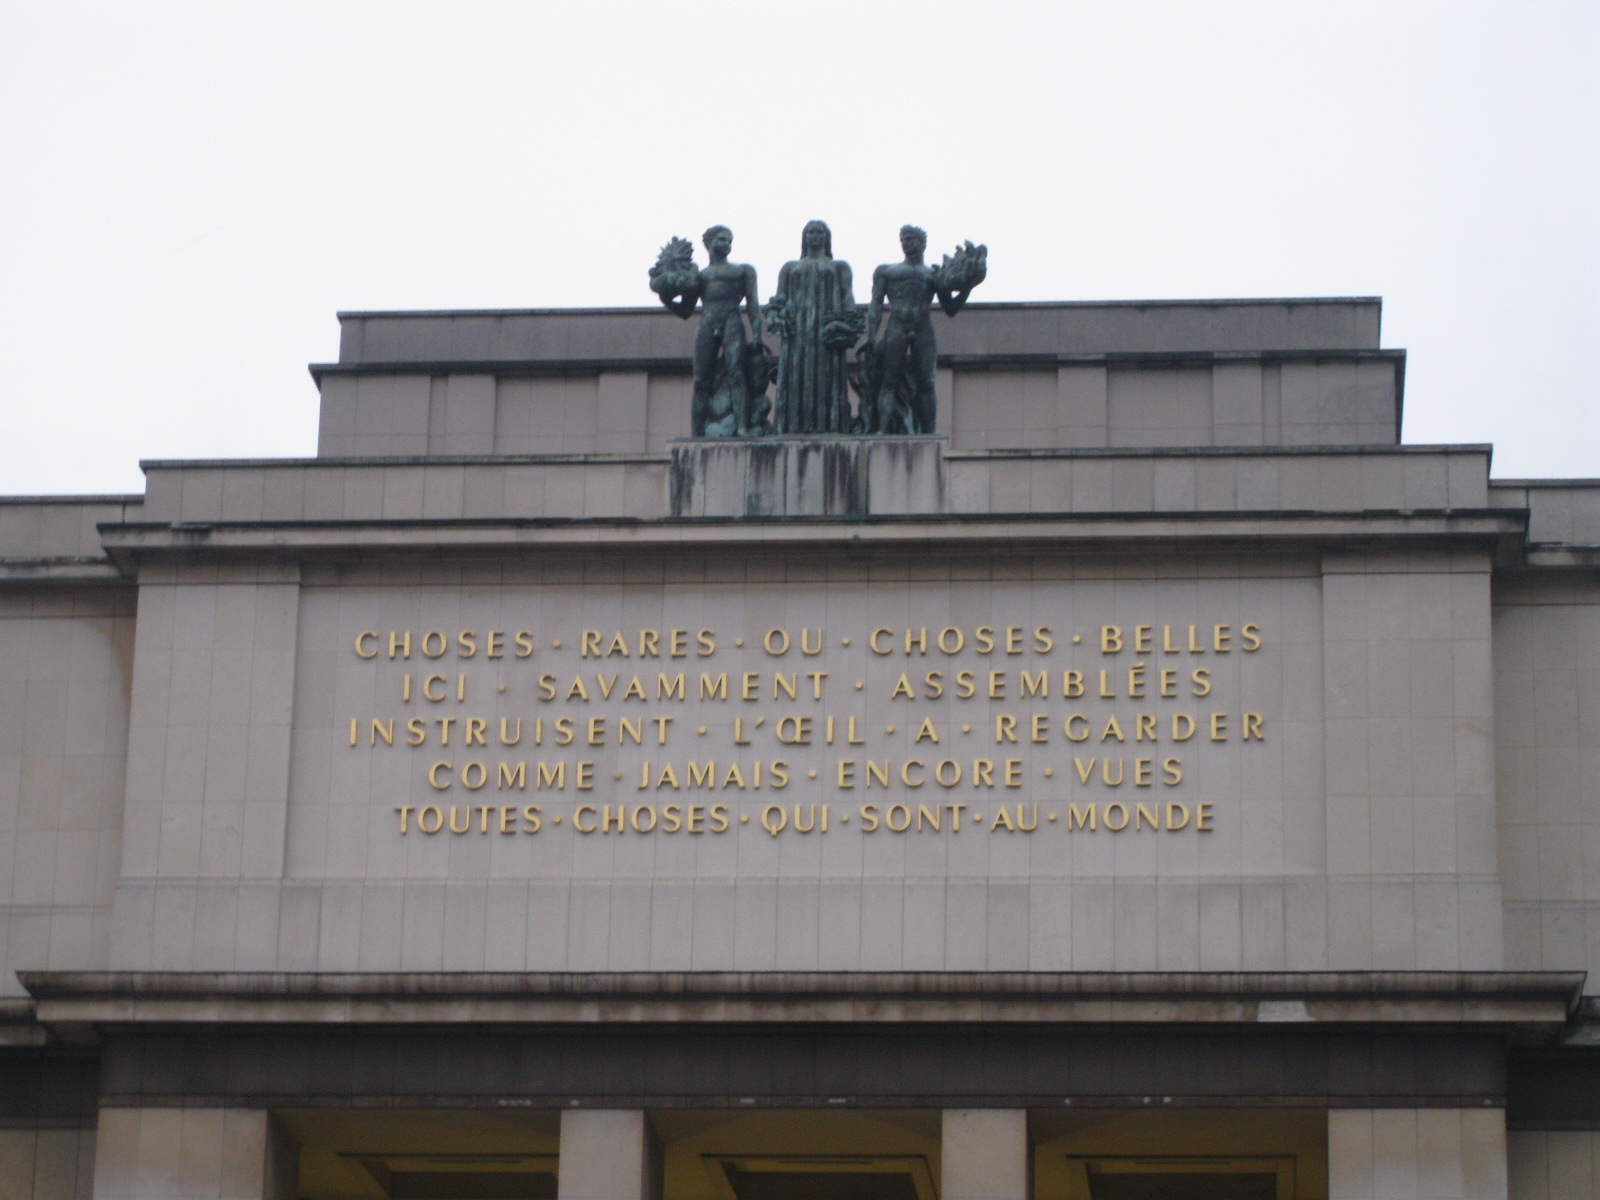 CHOSES · RARES · OU · CHOSES · BELLES
ICI · SAVAMMENT · ASSEMBLÉES
INSTRUISENT · L'ŒIL · A · REGARDER
COMME · JAMAIS · ENCORE · VUES
TOUTES · CHOSES · QUI · SONT · AU · MONDE